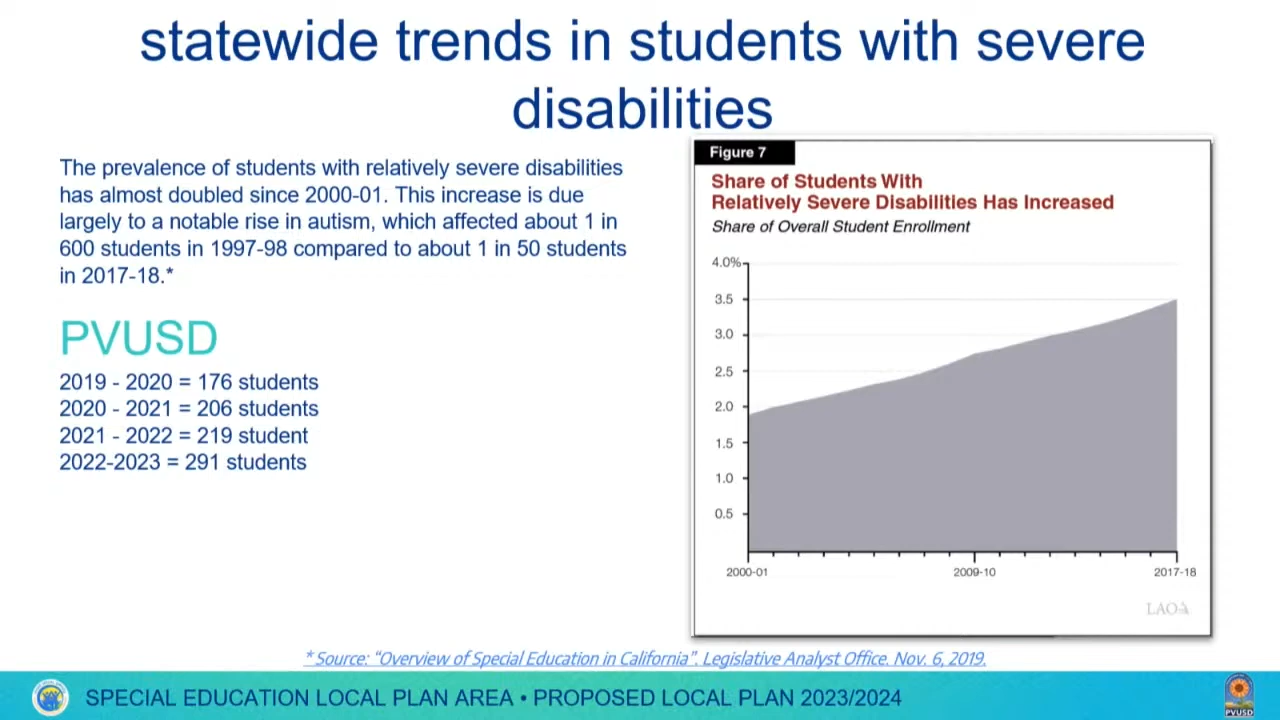 statewide trends in students with severe
disabilities
The prevalence of students with relatively severe disabilities
has almost doubled since 2000-01. This increase is due
largely to a notable rise in autism, which affected about 1 in
600 students in 1997-98 compared to about 1 in 50 students
in 2017-18.*
PVUSD
2019 - 2020 = 176 students
2020 - 2021 = 206 students
2021 - 2022 = 219 student
2022-2023 = 291 students
Figure 7
Share of Students With
Relatively Severe Disabilities Has Increased
Share of Overall Student Enrollment
4.0%
3.5
3.0
2.5
2.0
1.5
1.0
0.5
2000-01
2009-10
2017-18
LAO
* Source: "Overview of Special Education in California". Legislative Analyst Office. Nov. 6, 2019.
SPECIAL EDUCATION LOCAL PLAN AREA • PROPOSED LOCAL PLAN 2023/2024
PVUSD